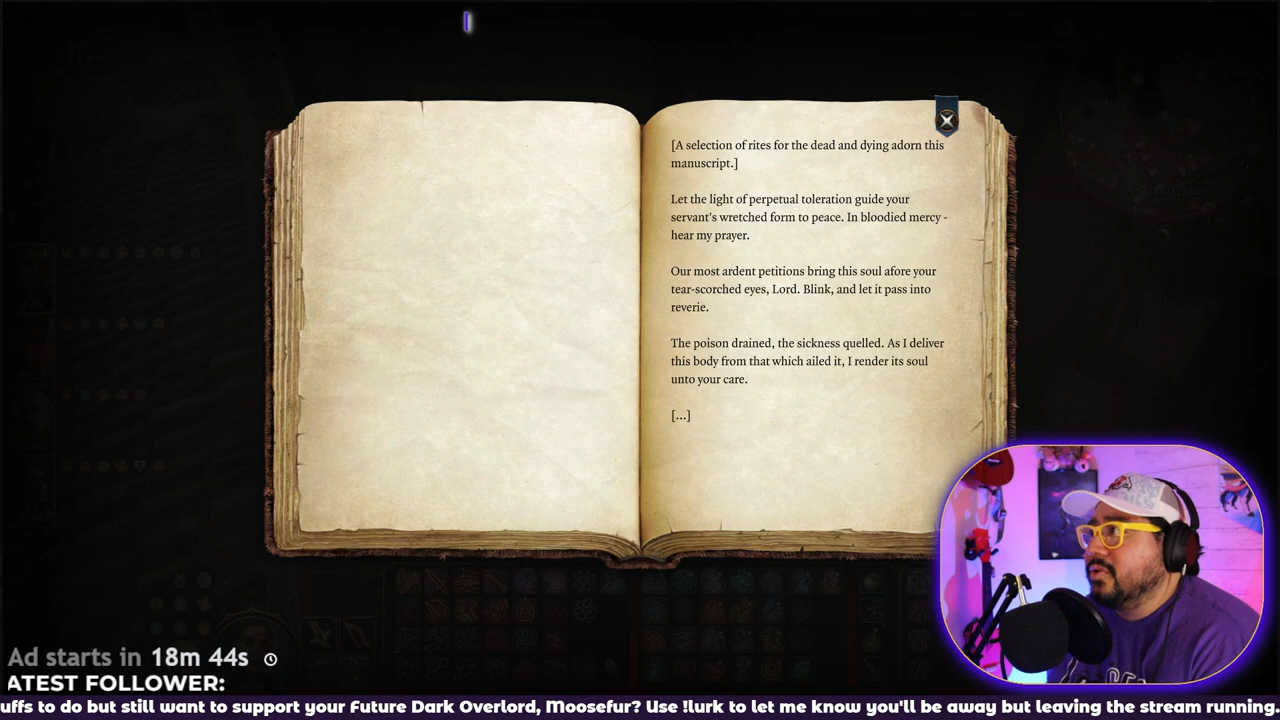 [A selection of rites for the dead and dying adorn this
manuscript.]
Let the light of perpetual toleration guide your
servant's wretched form to peace. In bloodied mercy -
hear my prayer.
Our most ardent petitions bring this soul afore your
tear-scorched eyes, Lord. Blink, and let it pass into
reverie.
The poison drained, the sickness quelled. As I deliver
this body from that which ailed it, I render its soul
unto your care.
[...]
Ad starts in 18m 44s
ATEST FOLLOWER:
uffs to do but still want to support your Future Dark Overlord, Moosefur? Use !lurk to let me know you'll be away but leaving the stream running.